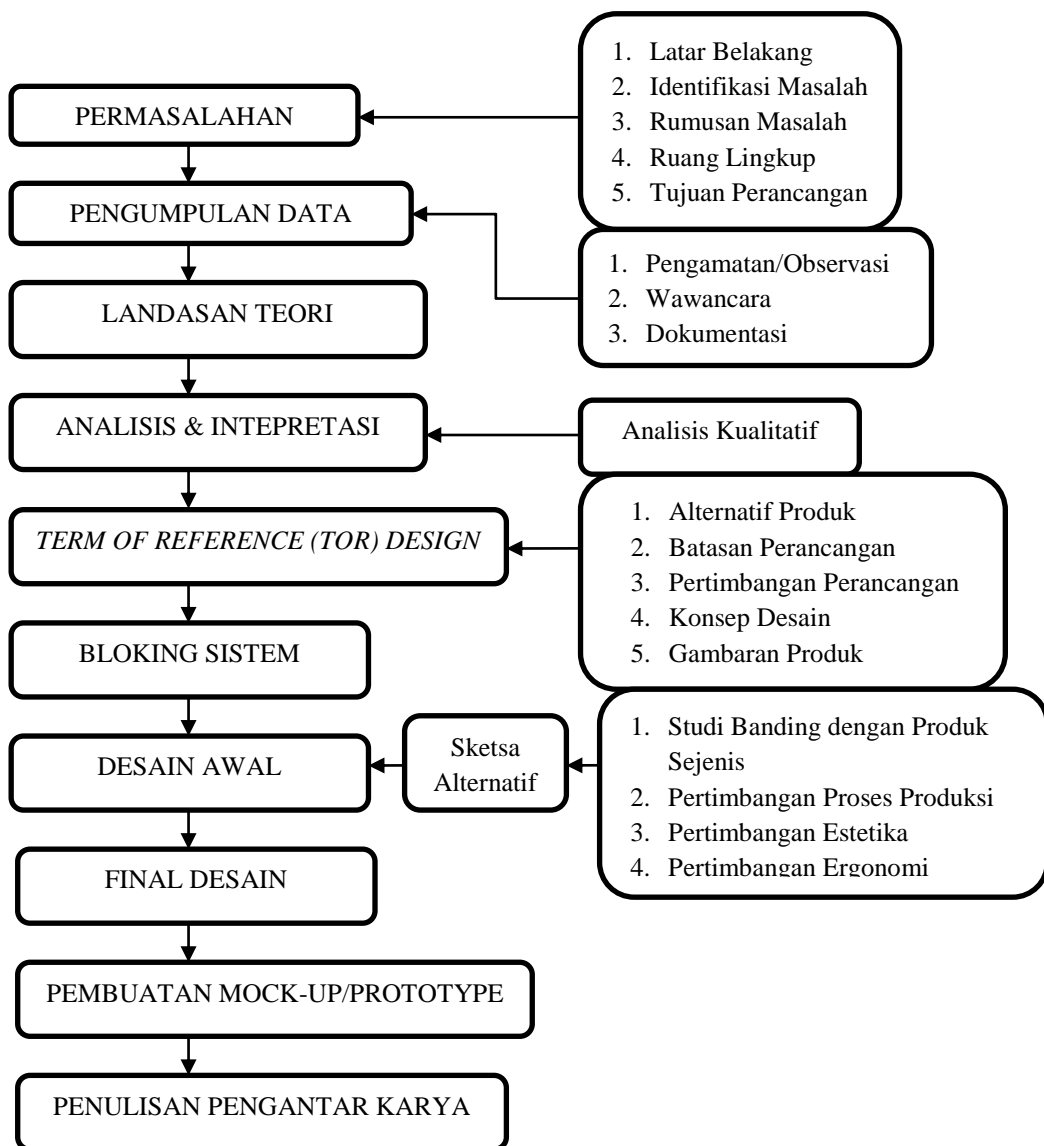 1. Latar Belakang
2. Identifikasi Masalah
3. Rumusan Masalah
4. Ruang Lingkup
5. Tujuan Perancangan
PERMASALAHAN
PENGUMPULAN DATA
1. Pengamatan/Observasi
2. Wawancara
3. Dokumentasi
LANDASAN TEORI
ANALISIS & INTEPRETASI
Analisis Kualitatif
TERM OF REFERENCE (TOR) DESIGN
1. Alternatif Produk
2. Batasan Perancangan
3. Pertimbangan Perancangan
4. Konsep Desain
5. Gambaran Produk
BLOKING SISTEM
DESAIN AWAL
Sketsa
Alternatif
1. Studi Banding dengan Produk
Sejenis
2. Pertimbangan Proses Produksi
3. Pertimbangan Estetika
4. Pertimbangan Ergonomi
FINAL DESAIN
PEMBUATAN MOCK-UP/PROTOTYPE
PENULISAN PENGANTAR KARYA